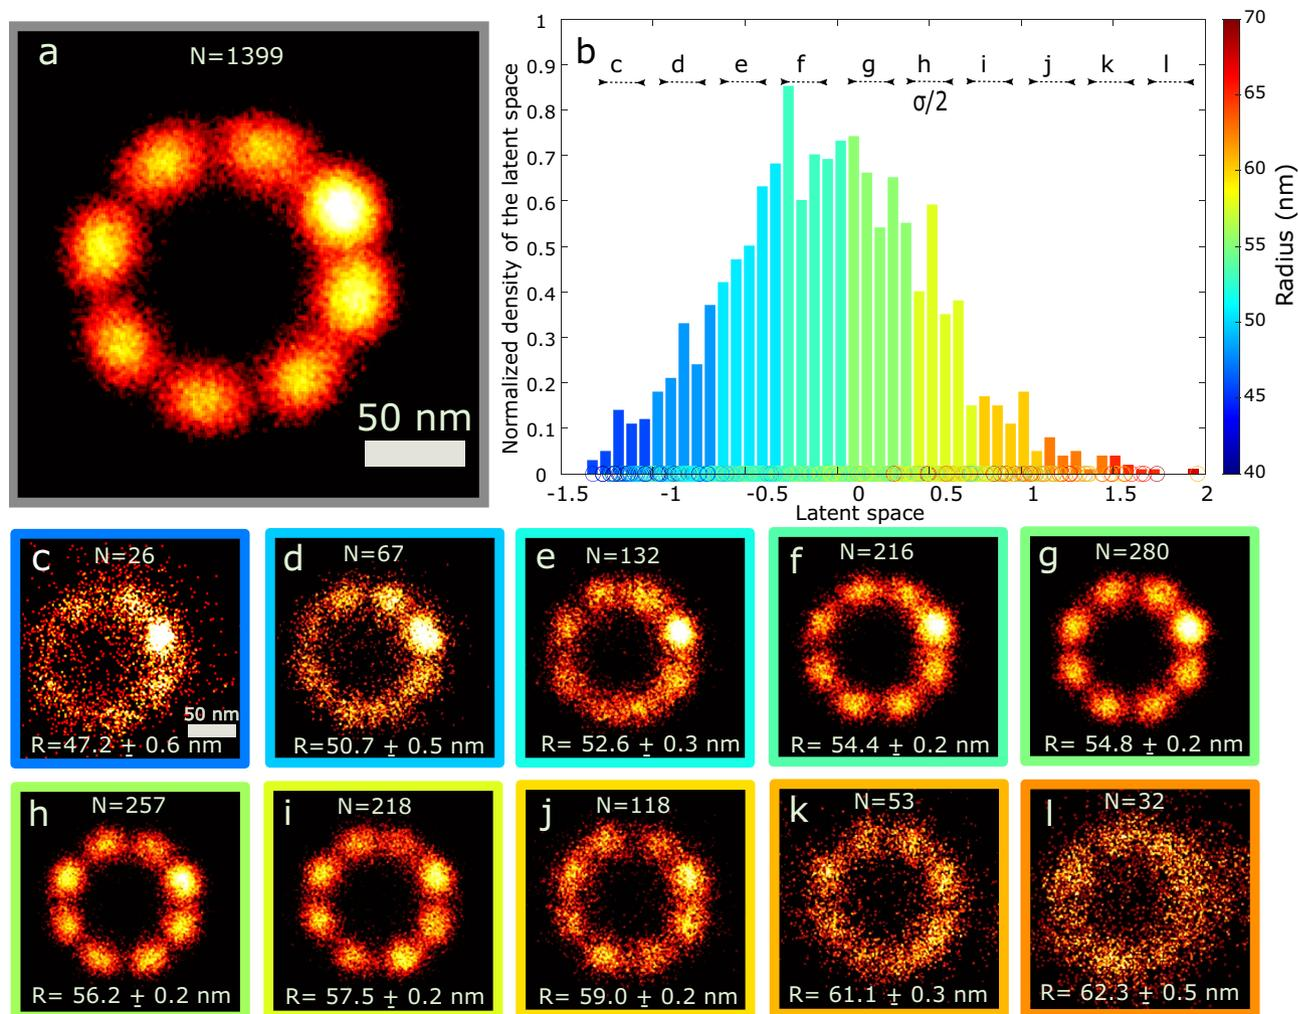 a
N=1399
50 nm
b
c d e f g h i j k l
σ/2
1
0.9
0.8
0.7
0.6
0.5
0.4
0.3
0.2
0.1
0
Normalized density of the latent space
-1.5 -1 -0.5 0 0.5 1 1.5 2
Latent space
70
65
60
55
50
45
40
Radius (nm)
c
N=26
50 nm
R=47.2 ± 0.6 nm
d
N=67
R=50.7 ± 0.5 nm
e
N=132
R= 52.6 ± 0.3 nm
f
N=216
R= 54.4 ± 0.2 nm
g
N=280
R= 54.8 ± 0.2 nm
h
N=257
R= 56.2 ± 0.2 nm
i
N=218
R= 57.5 ± 0.2 nm
j
N=118
R= 59.0 ± 0.2 nm
k
N=53
R= 61.1 ± 0.3 nm
l
N=32
R= 62.3 ± 0.5 nm